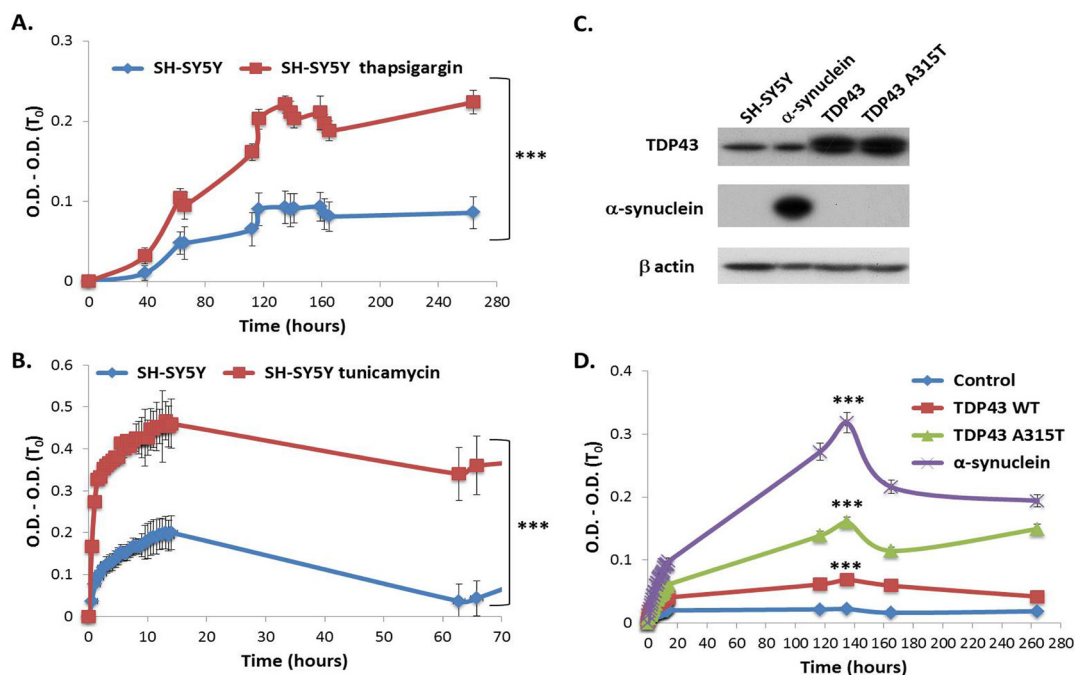 A.
0.3
SH-SY5Y SH-SY5Y thapsigargin
0.2
0.1
0
O.D. - O.D. (T0)
***
0 40 80 120 160 200 240 280
Time (hours)
B.
0.6
SH-SY5Y SH-SY5Y tunicamycin
0.5
0.4
0.3
0.2
0.1
0
O.D. - O.D. (T0)
***
0 10 20 30 40 50 60 70
Time (hours)
C.
SH-SY5Y
α-synuclein
TDP43
TDP43 A315T
TDP43
α-synuclein
β actin
D.
0.4
0.3
0.2
0.1
0
O.D. - O.D. (T0)
Control
TDP43 WT
TDP43 A315T
α-synuclein
***
***
***
0 20 40 60 80 100 120 140 160 180 200 220 240 260 280
Time (hours)